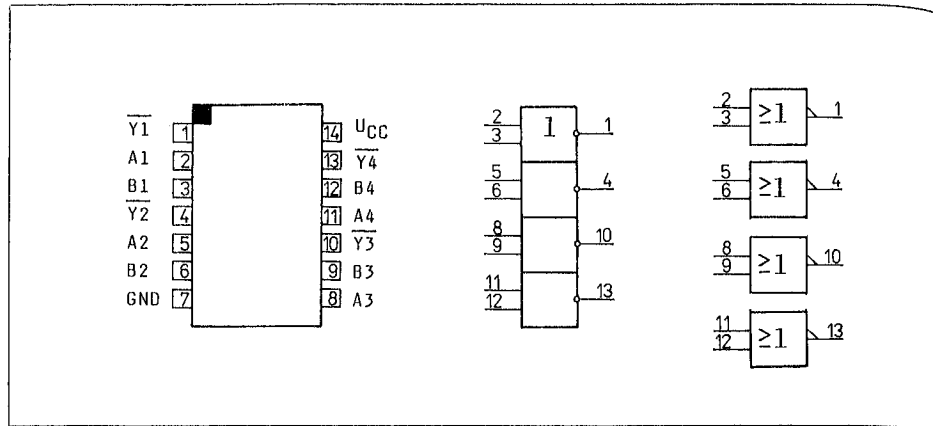 Y1 1 14 UCC
A1 2 13 Y4
B1 3 12 B4
Y2 4 11 A4
A2 5 10 Y3
B2 6 9 B3
GND 7 8 A3
2 1 1
3
5 4
6
8 10
9
11 13
12
2 ≥1 1
3
5 ≥1 4
6
8 ≥1 10
9
11 ≥1 13
12